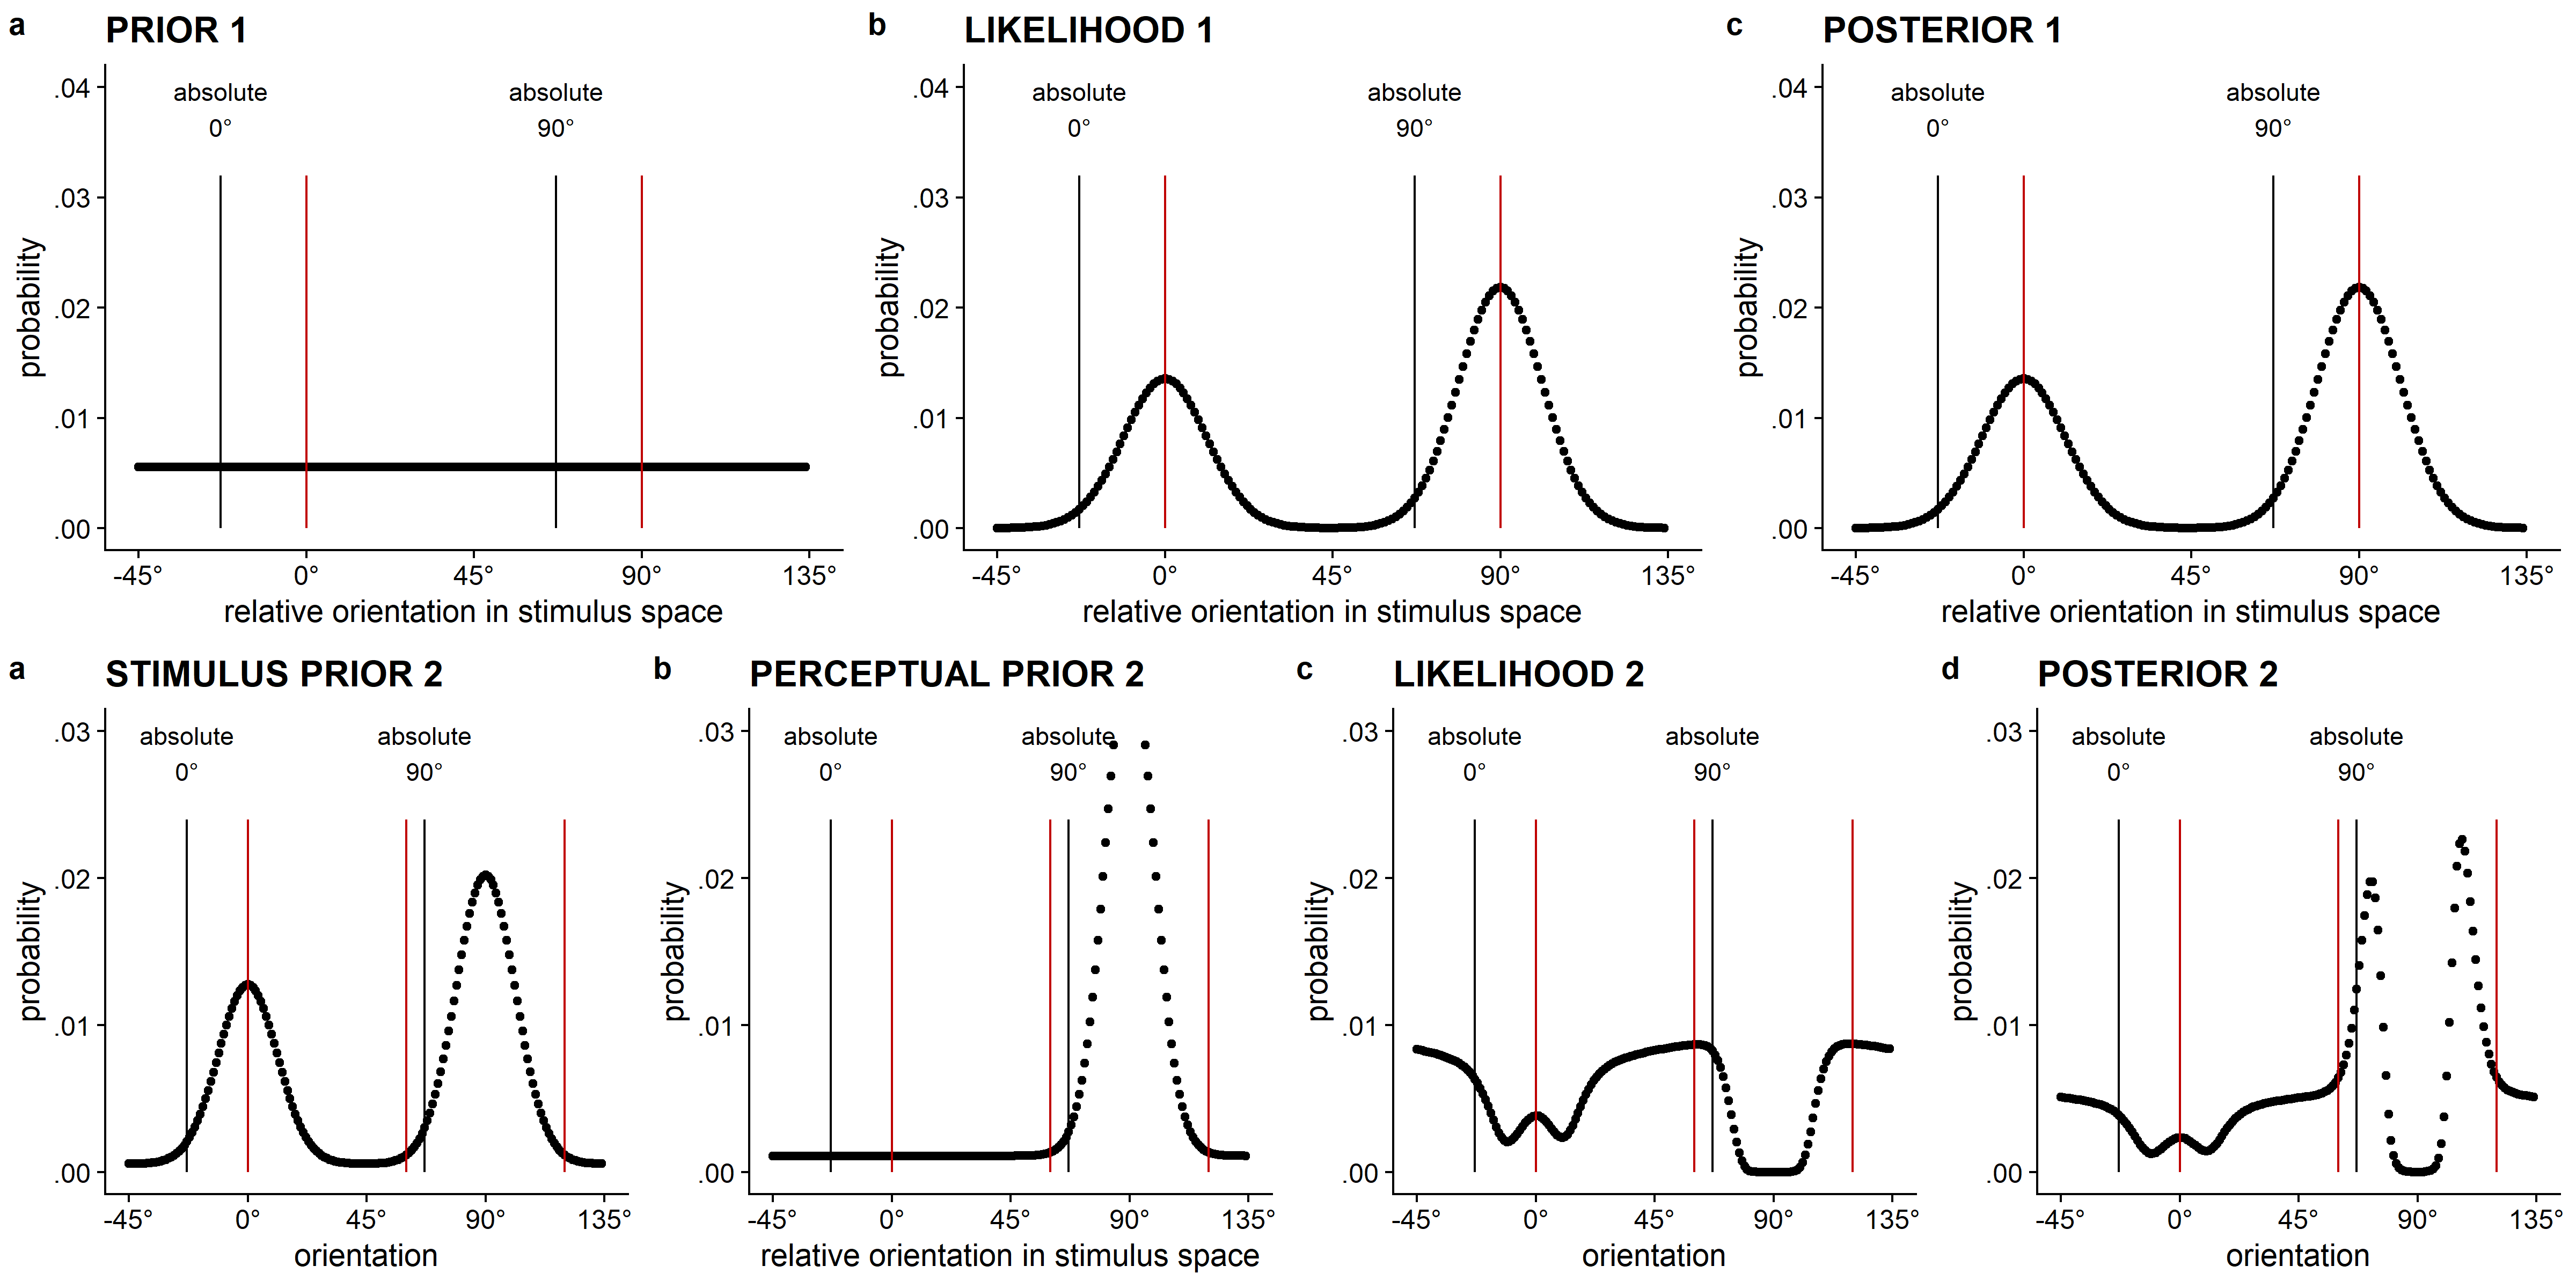 a PRIOR 1
absolute absolute
0° 90°
.04
.03
.02
.01
.00
probability
-45° 0° 45° 90° 135°
relative orientation in stimulus space
b LIKELIHOOD 1
absolute absolute
0° 90°
.04
.03
.02
.01
.00
probability
-45° 0° 45° 90° 135°
relative orientation in stimulus space
c POSTERIOR 1
absolute absolute
0° 90°
.04
.03
.02
.01
.00
probability
-45° 0° 45° 90° 135°
relative orientation in stimulus space
a STIMULUS PRIOR 2
absolute absolute
0° 90°
.03
.02
.01
.00
probability
-45° 0° 45° 90° 135°
orientation
b PERCEPTUAL PRIOR 2
absolute absolute
0° 90°
.03
.02
.01
.00
probability
-45° 0° 45° 90° 135°
relative orientation in stimulus space
c LIKELIHOOD 2
absolute absolute
0° 90°
.03
.02
.01
.00
probability
-45° 0° 45° 90° 135°
orientation
d POSTERIOR 2
absolute absolute
0° 90°
.03
.02
.01
.00
probability
-45° 0° 45° 90° 135°
orientation